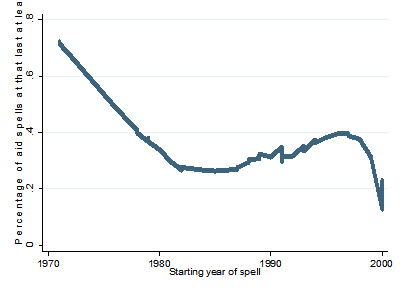 Percentage of aid spells at that last at lea
.8
.6
.4
.2
0
1970 1980 1990 2000
Starting year of spell